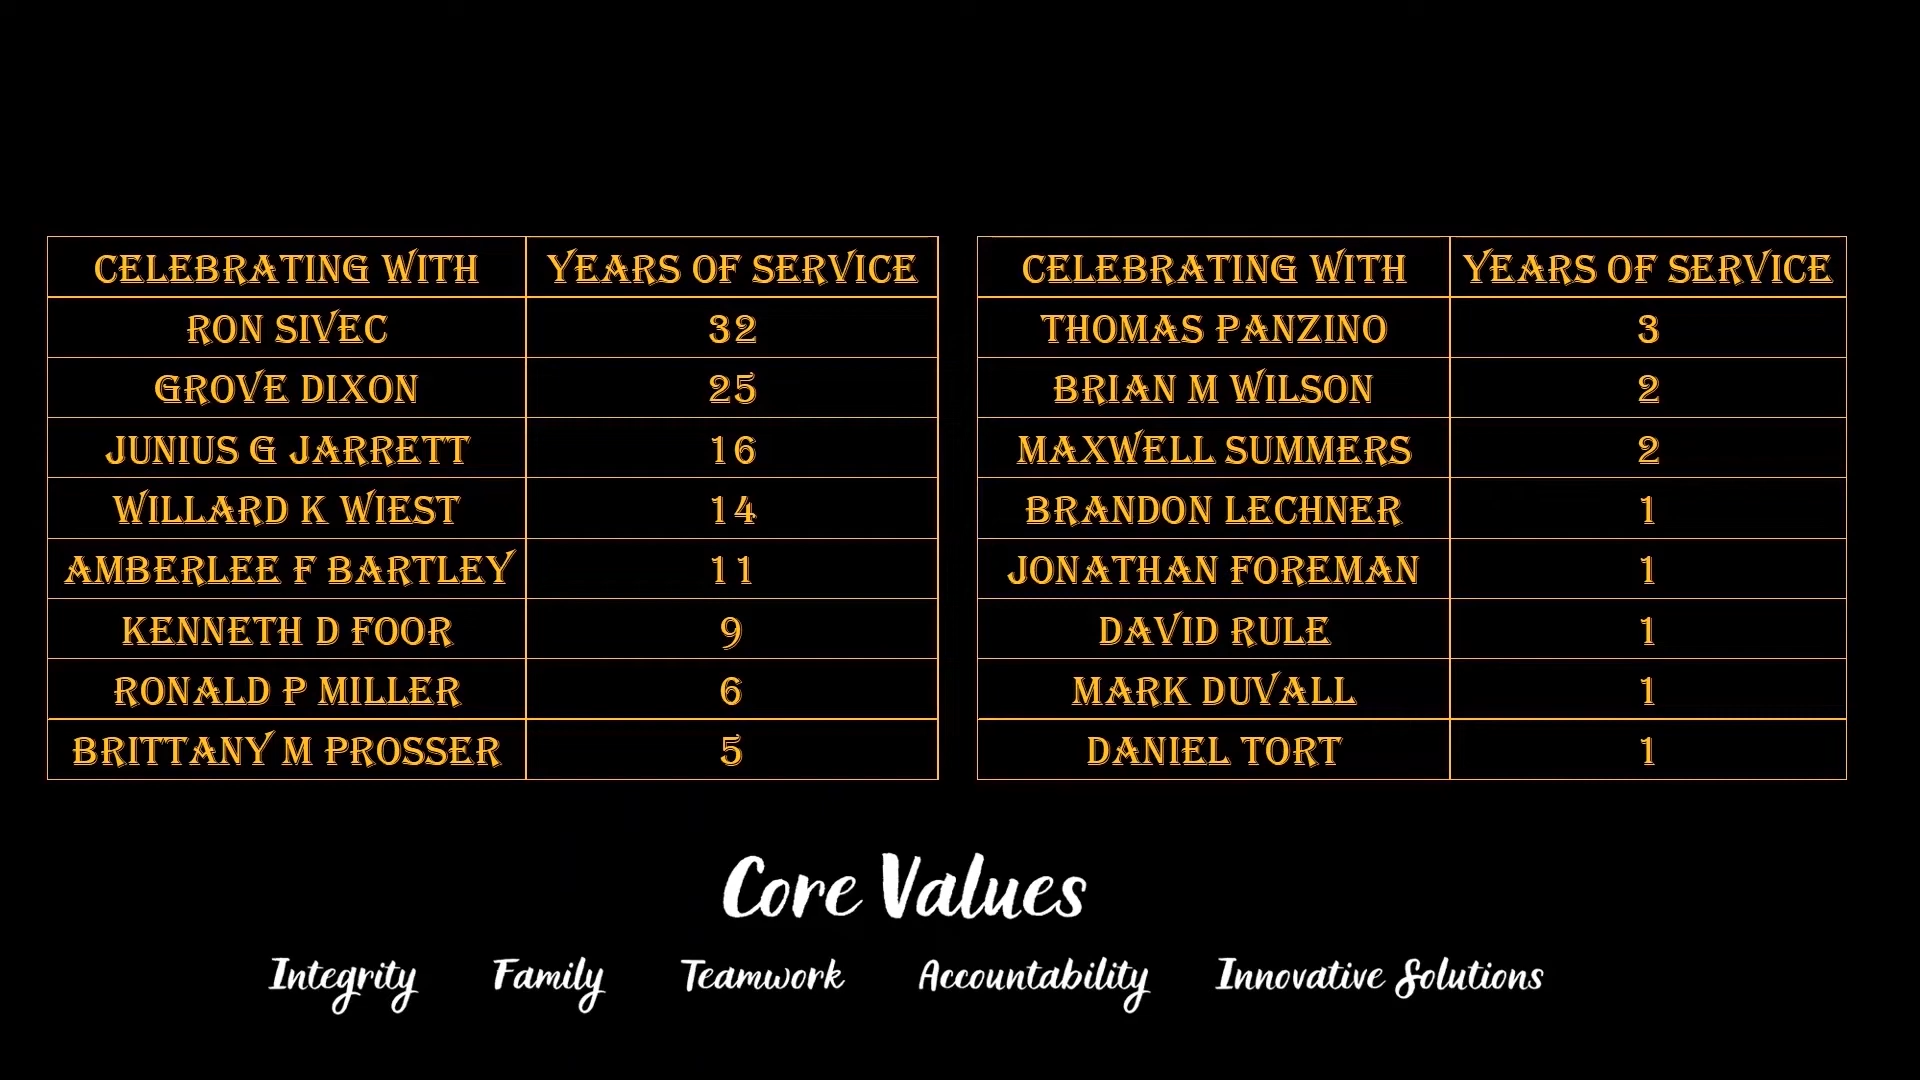 CELEBRATING WITH YEARS OF SERVICE
RON SIVEC 32
GROVE DIXON 25
JUNIUS G JARRETT 16
WILLARD K WIEST 14
AMBERLEE F BARTLEY 11
KENNETH D FOOR 9
RONALD P MILLER 6
BRITTANY M PROSSER 5
CELEBRATING WITH YEARS OF SERVICE
THOMAS PANZINO 3
BRIAN M WILSON 2
MAXWELL SUMMERS 2
BRANDON LECHNER 1
JONATHAN FOREMAN 1
DAVID RULE 1
MARK DUVALL 1
DANIEL TORT 1
Core Values
Integrity Family Teamwork Accountability Innovative Solutions